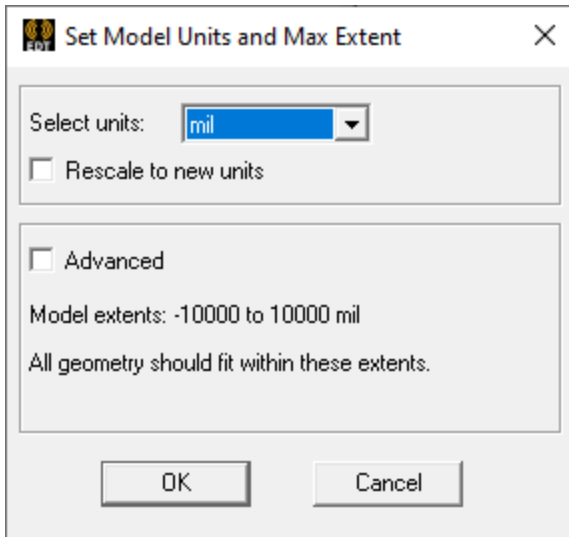 EDT
Set Model Units and Max Extent
Select units: mil
Rescale to new units
Advanced
Model extents: -10000 to 10000 mil
All geometry should fit within these extents.
OK Cancel